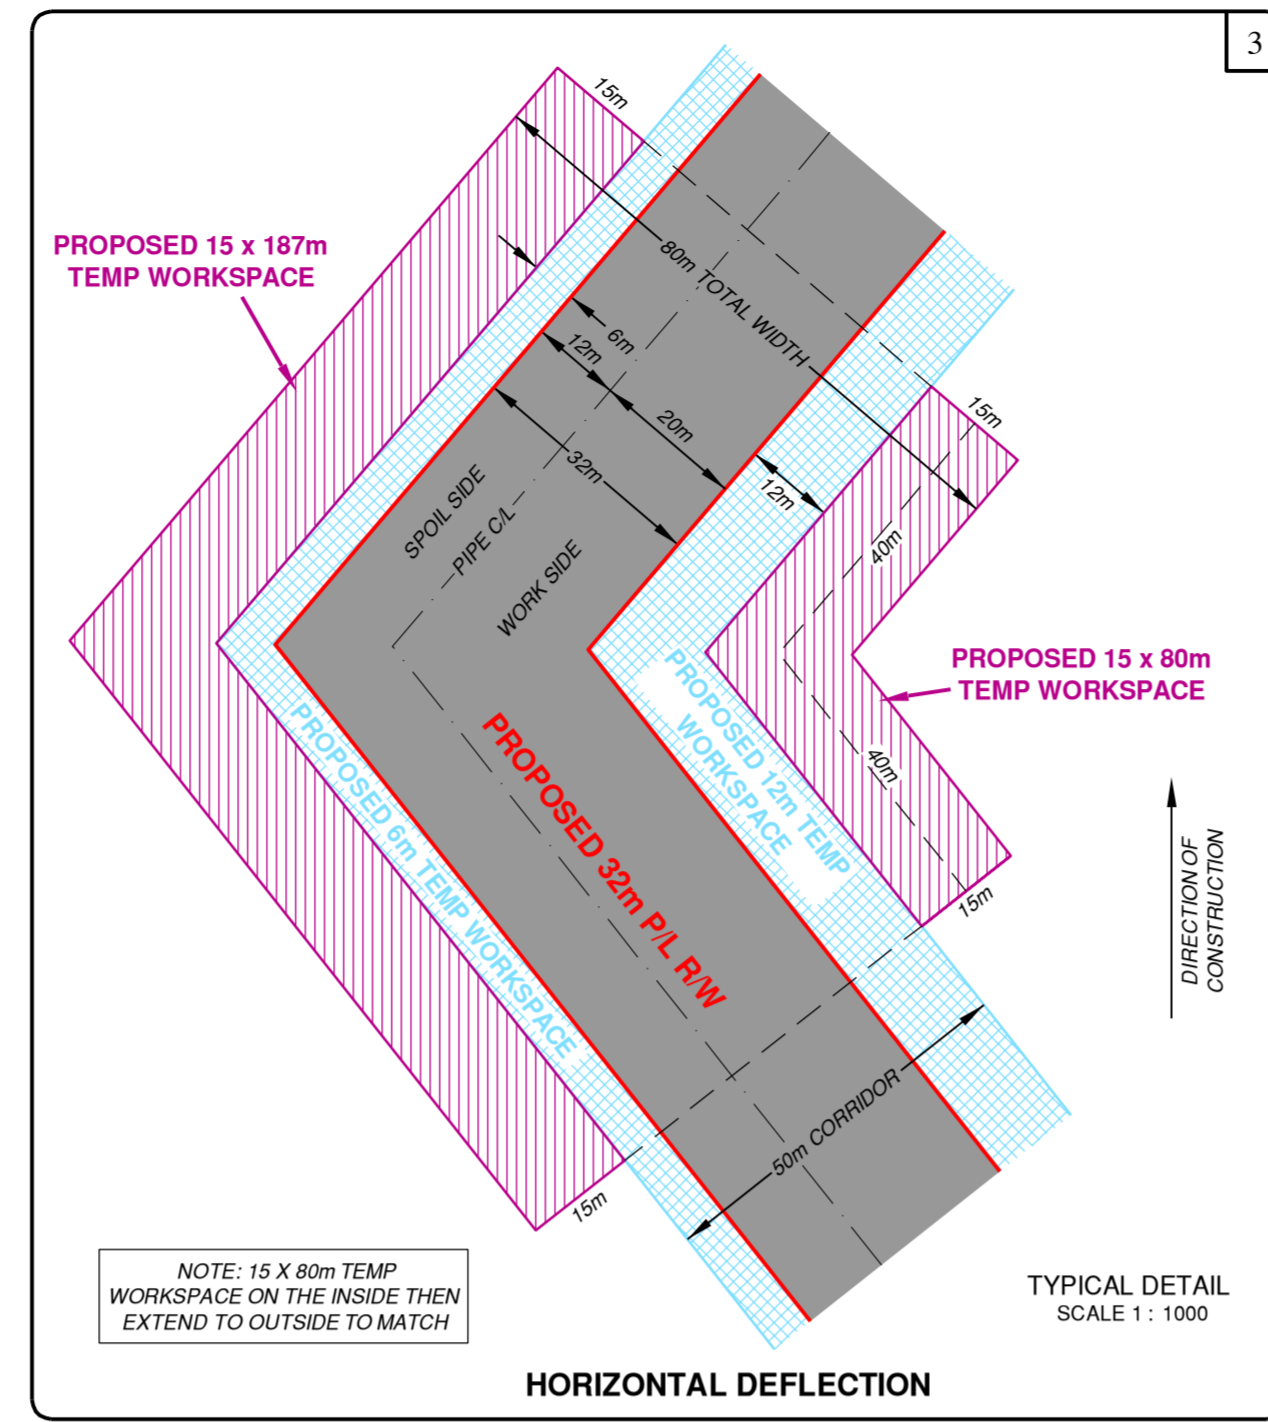 3
15m
PROPOSED 15 x 187m
TEMP WORKSPACE
80m TOTAL WIDTH
6m
12m
20m
32m
15m
12m
SPOIL SIDE
PIPE C/L
WORK SIDE
40m
PROPOSED 15 x 80m
TEMP WORKSPACE
PROPOSED 12m TEMP
WORKSPACE
PROPOSED 6m TEMP WORKSPACE
PROPOSED 32m P/L R/W
40m
15m
DIRECTION OF
CONSTRUCTION
50m CORRIDOR
15m
NOTE: 15 X 80m TEMP
WORKSPACE ON THE INSIDE THEN
EXTEND TO OUTSIDE TO MATCH
TYPICAL DETAIL
SCALE 1 : 1000
HORIZONTAL DEFLECTION